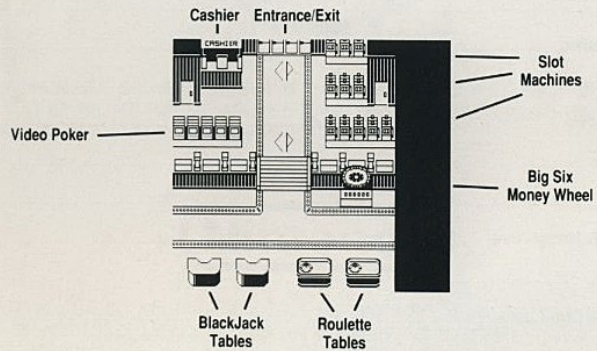 Cashier Entrance/Exit
CASHIER
Slot
Machines
Video Poker
Big Six
Money Wheel
BlackJack
Tables
Roulette
Tables